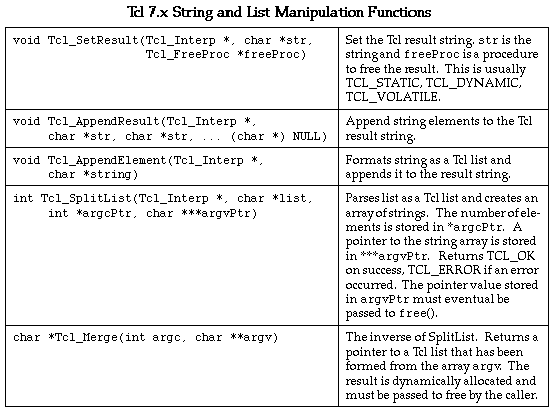 Tcl 7.x String and List Manipulation Functions
void Tcl_SetResult(Tcl_Interp *, char *str,
Tcl_FreeProc *freeProc)
Set the Tcl result string. str is the
string and freeProc is a procedure
to free the result. This is usually
TCL_STATIC, TCL_DYNAMIC,
TCL_VOLATILE.
void Tcl_AppendResult(Tcl_Interp *,
char *str, char *str, ... (char *) NULL)
Append string elements to the Tcl
result string.
void Tcl_AppendElement(Tcl_Interp *,
char *string)
Formats string as a Tcl list and
appends it to the result string.
int Tcl_SplitList(Tcl_Interp *, char *list,
int *argcPtr, char ***argvPtr)
Parses list as a Tcl list and creates an
array of strings. The number of ele-
ments is stored in *argcPtr. A
pointer to the string array is stored
in ***argvPtr. Returns TCL_OK
on success, TCL_ERROR if an error
occurred. The pointer value stored
in argvPtr must eventual be
passed to free().
char *Tcl_Merge(int argc, char **argv)
The inverse of SplitList. Returns a
pointer to a Tcl list that has been
formed from the array argv. The
result is dynamically allocated and
must be passed to free by the caller.